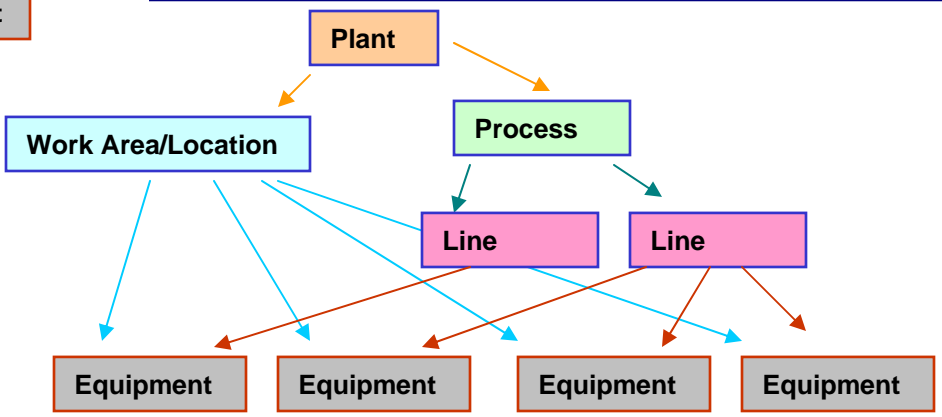 Plant
Process
Work Area/Location
Line
Line
Equipment
Equipment
Equipment
Equipment